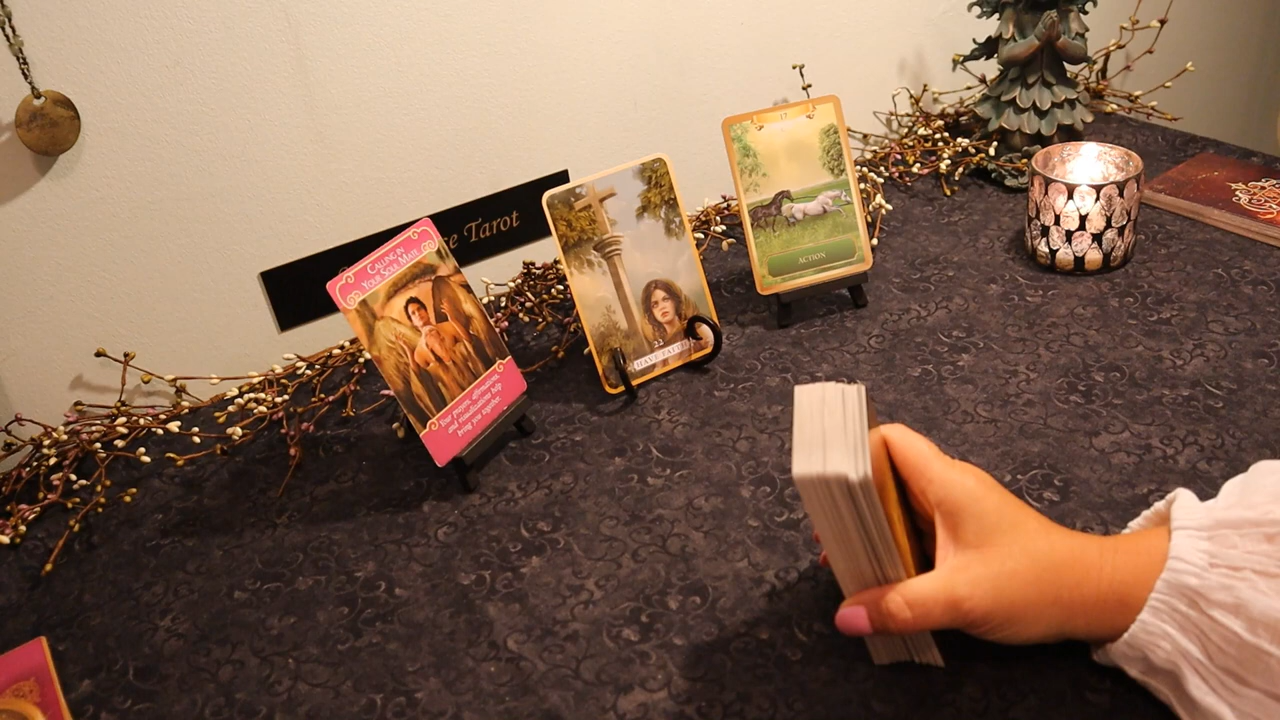 ce Tarot
CALLING IN
YOUR SOUL MATE
Your prayers, affirmations,
and visualizations help
bring you together.
22
HAVE FAITH
17
ACTION